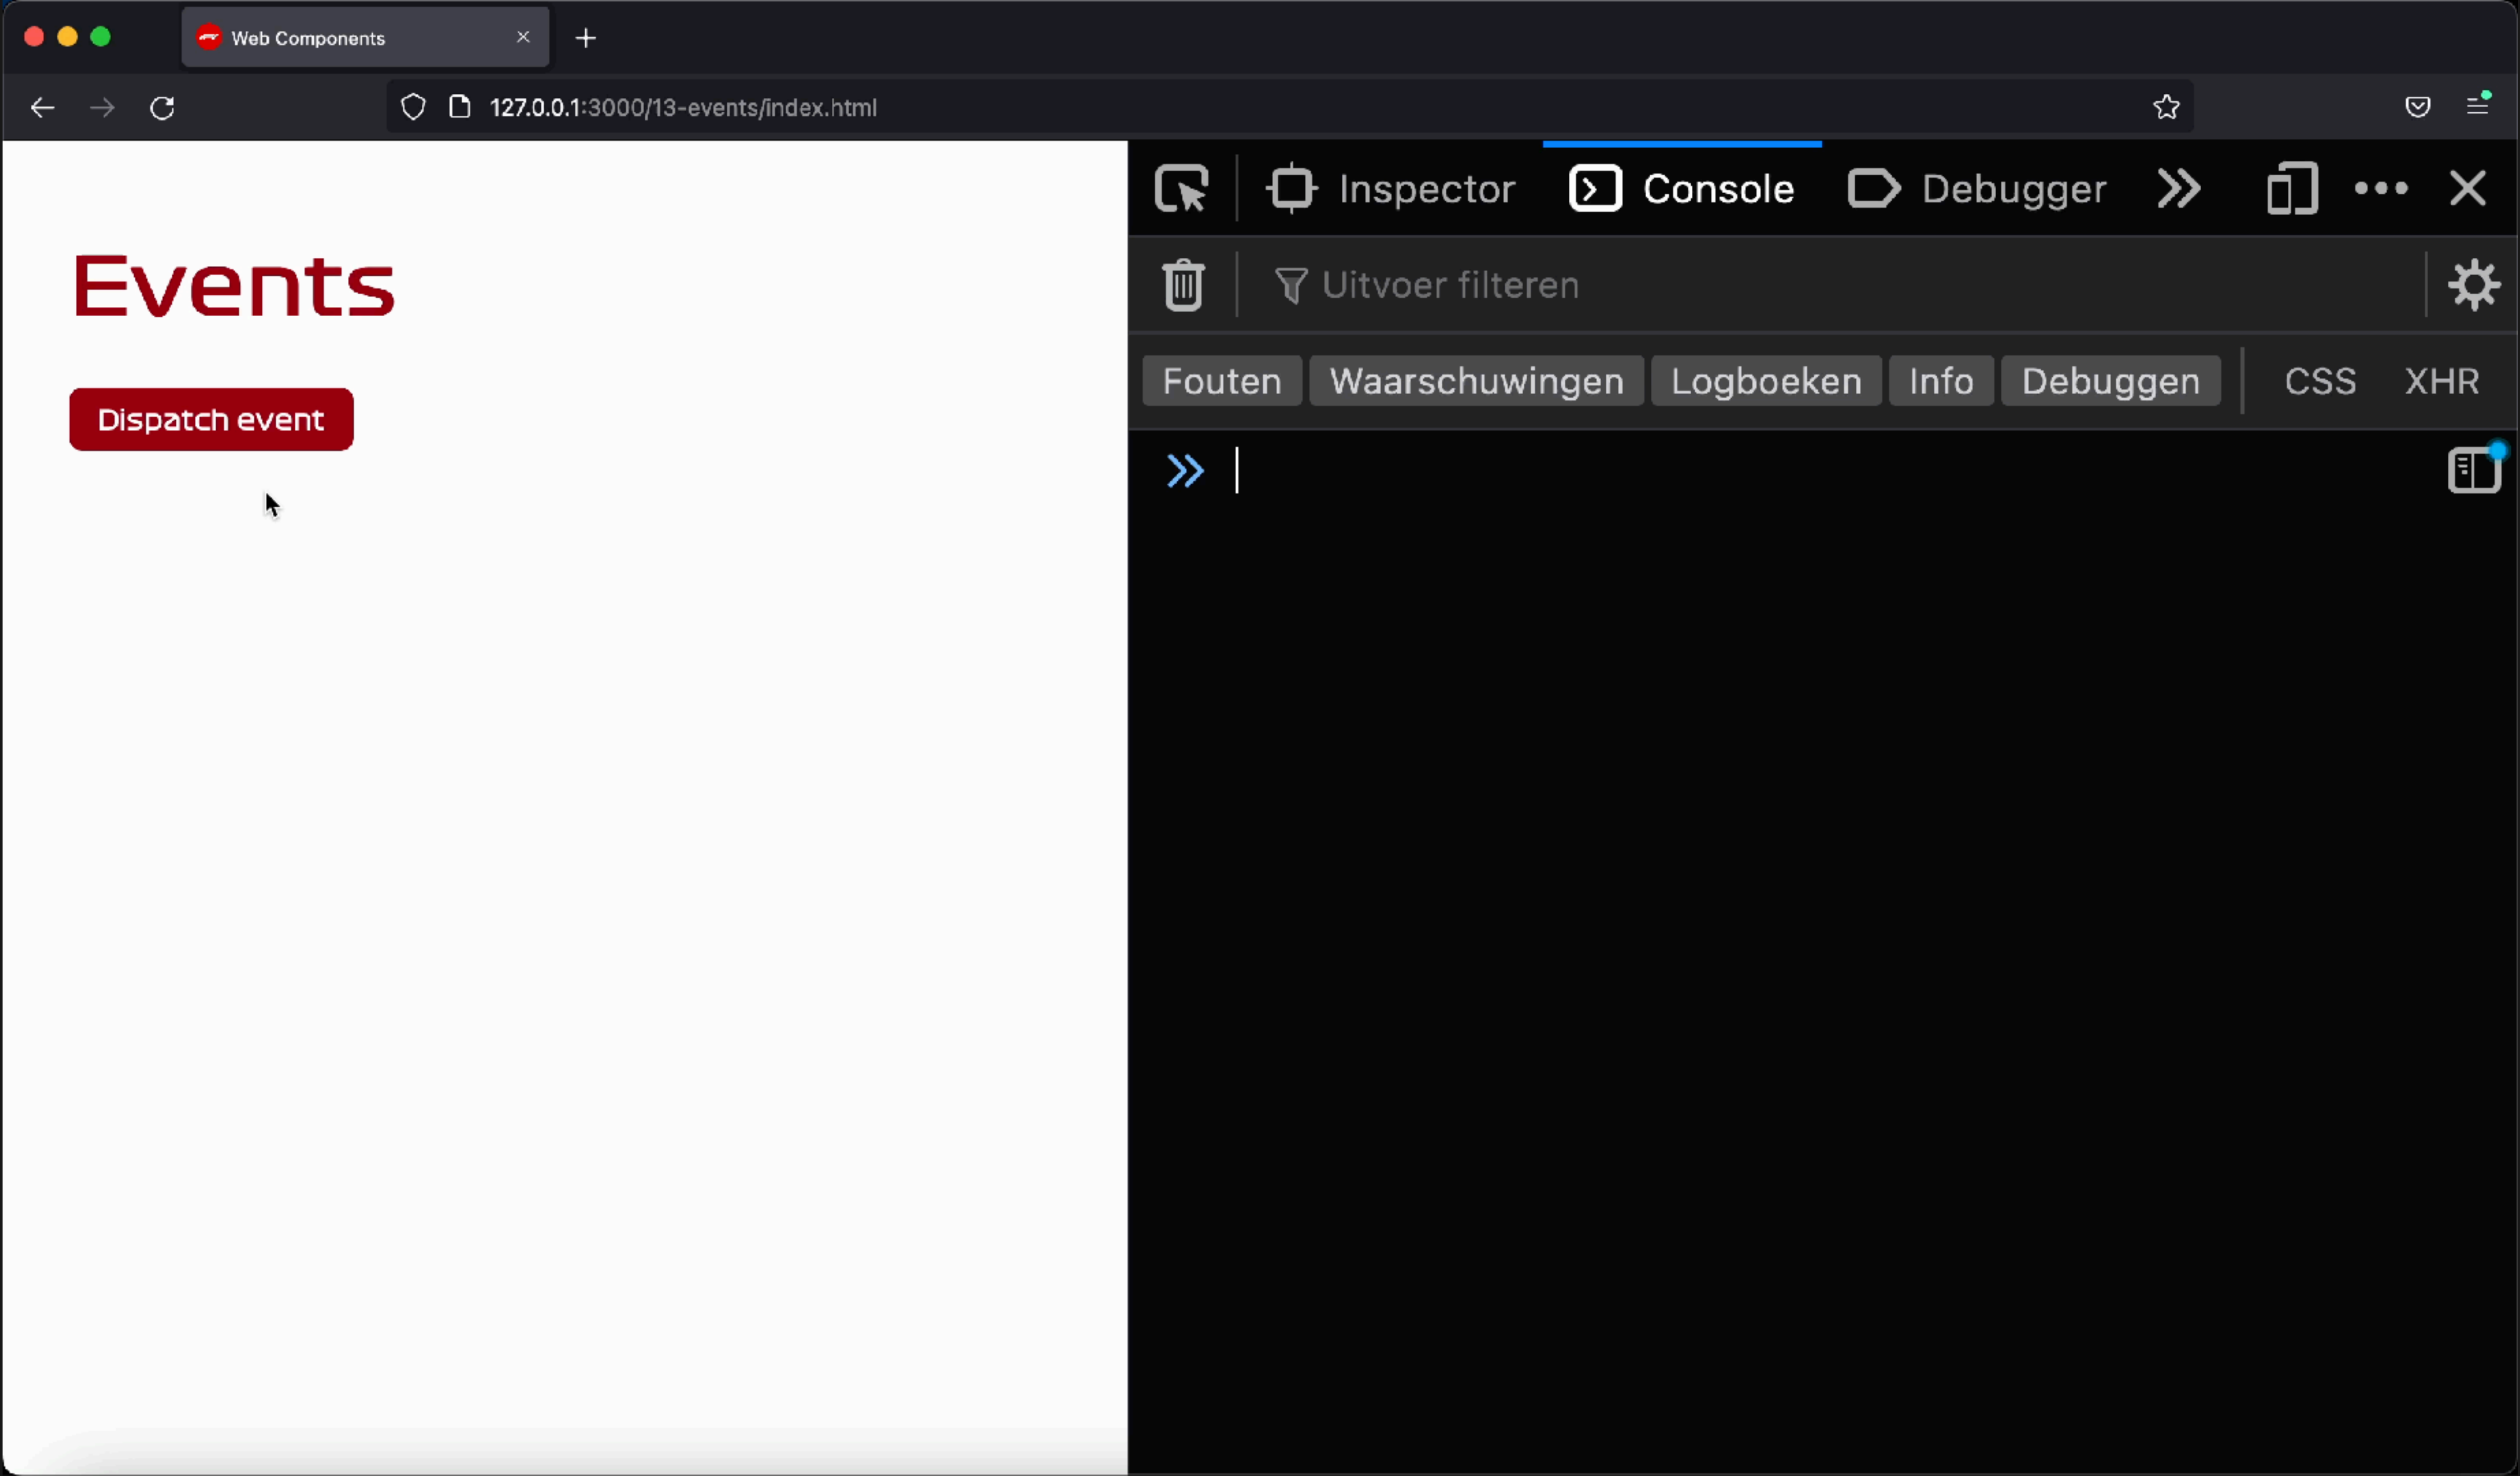 Web Components
127.0.0.1:3000/13-events/index.html
Events
Dispatch event
Inspector Console Debugger
Uitvoer filteren
Fouten Waarschuwingen Logboeken Info Debuggen CSS XHR